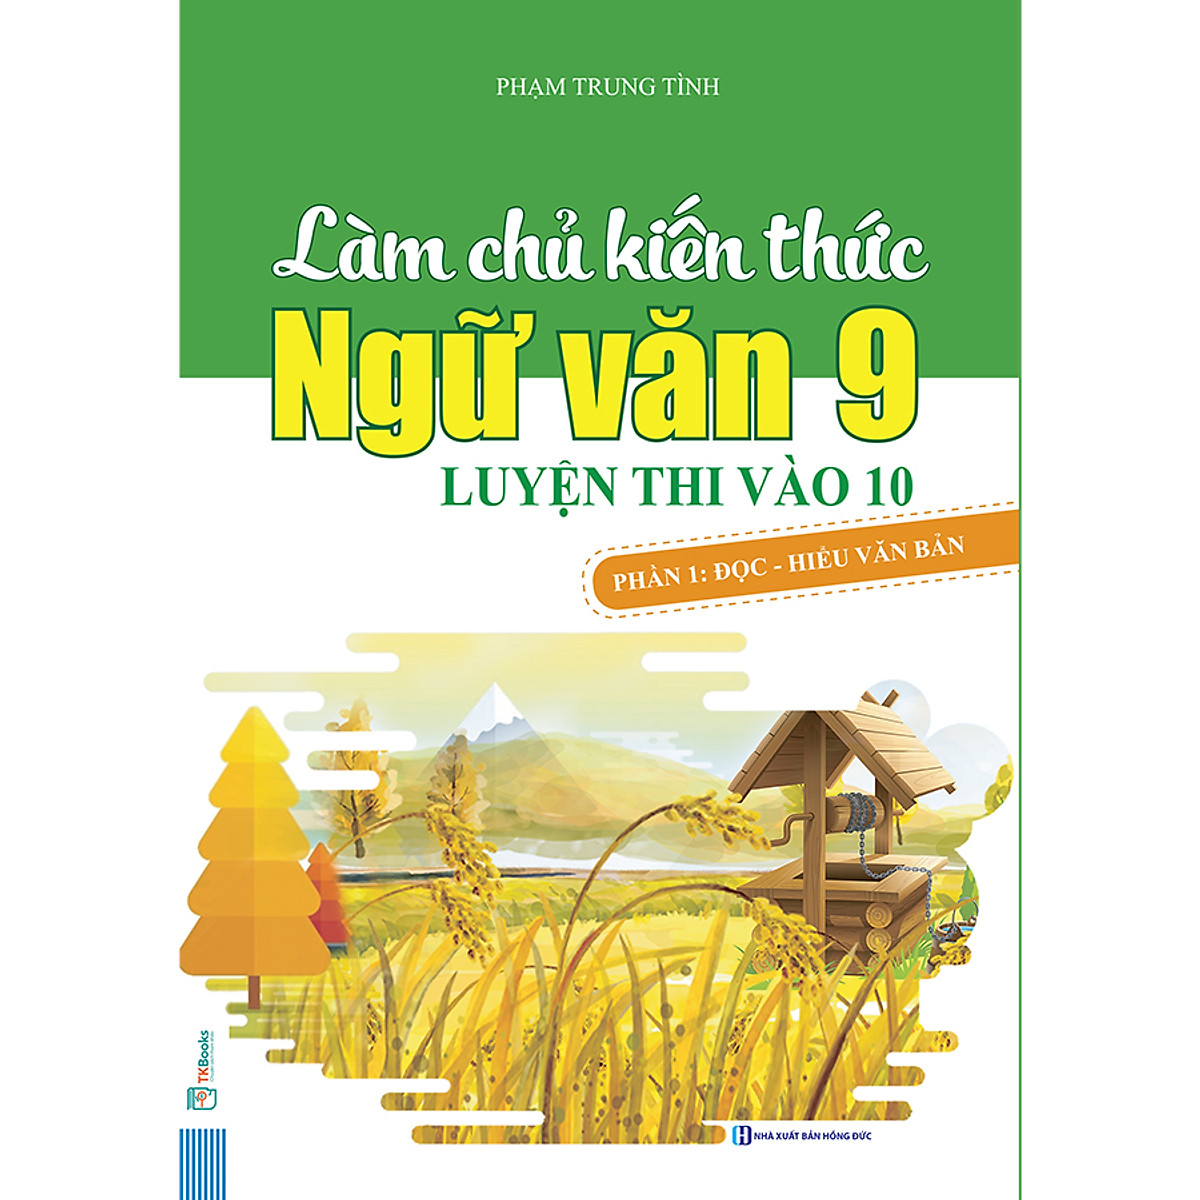 PHẠM TRUNG TÌNH
Làm chủ kiến thức
Ngữ văn 9
LUYỆN THI VÀO 10
PHẦN 1: ĐỌC - HIỂU VĂN BẢN
TKBooks
NHÀ XUẤT BẢN HỒNG ĐỨC